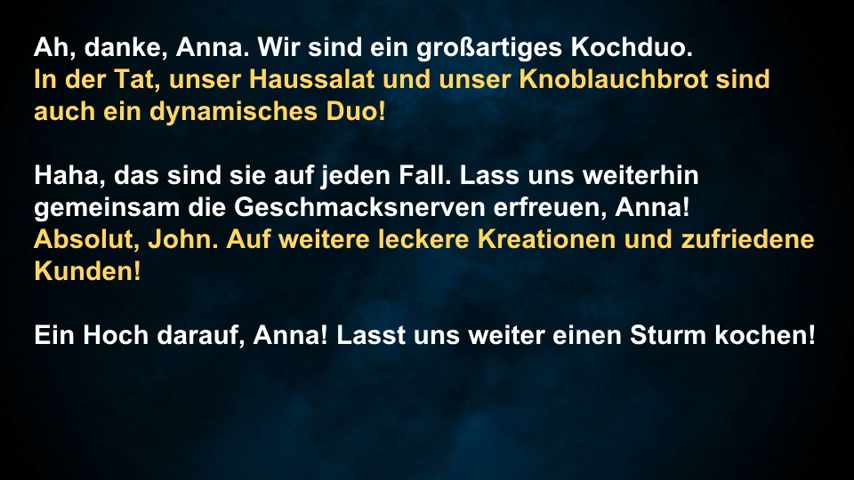 Ah, danke, Anna. Wir sind ein großartiges Kochduo.
In der Tat, unser Haussalat und unser Knoblauchbrot sind
auch ein dynamisches Duo!
Haha, das sind sie auf jeden Fall. Lass uns weiterhin
gemeinsam die Geschmacksnerven erfreuen, Anna!
Absolut, John. Auf weitere leckere Kreationen und zufriedene
Kunden!
Ein Hoch darauf, Anna! Lasst uns weiter einen Sturm kochen!